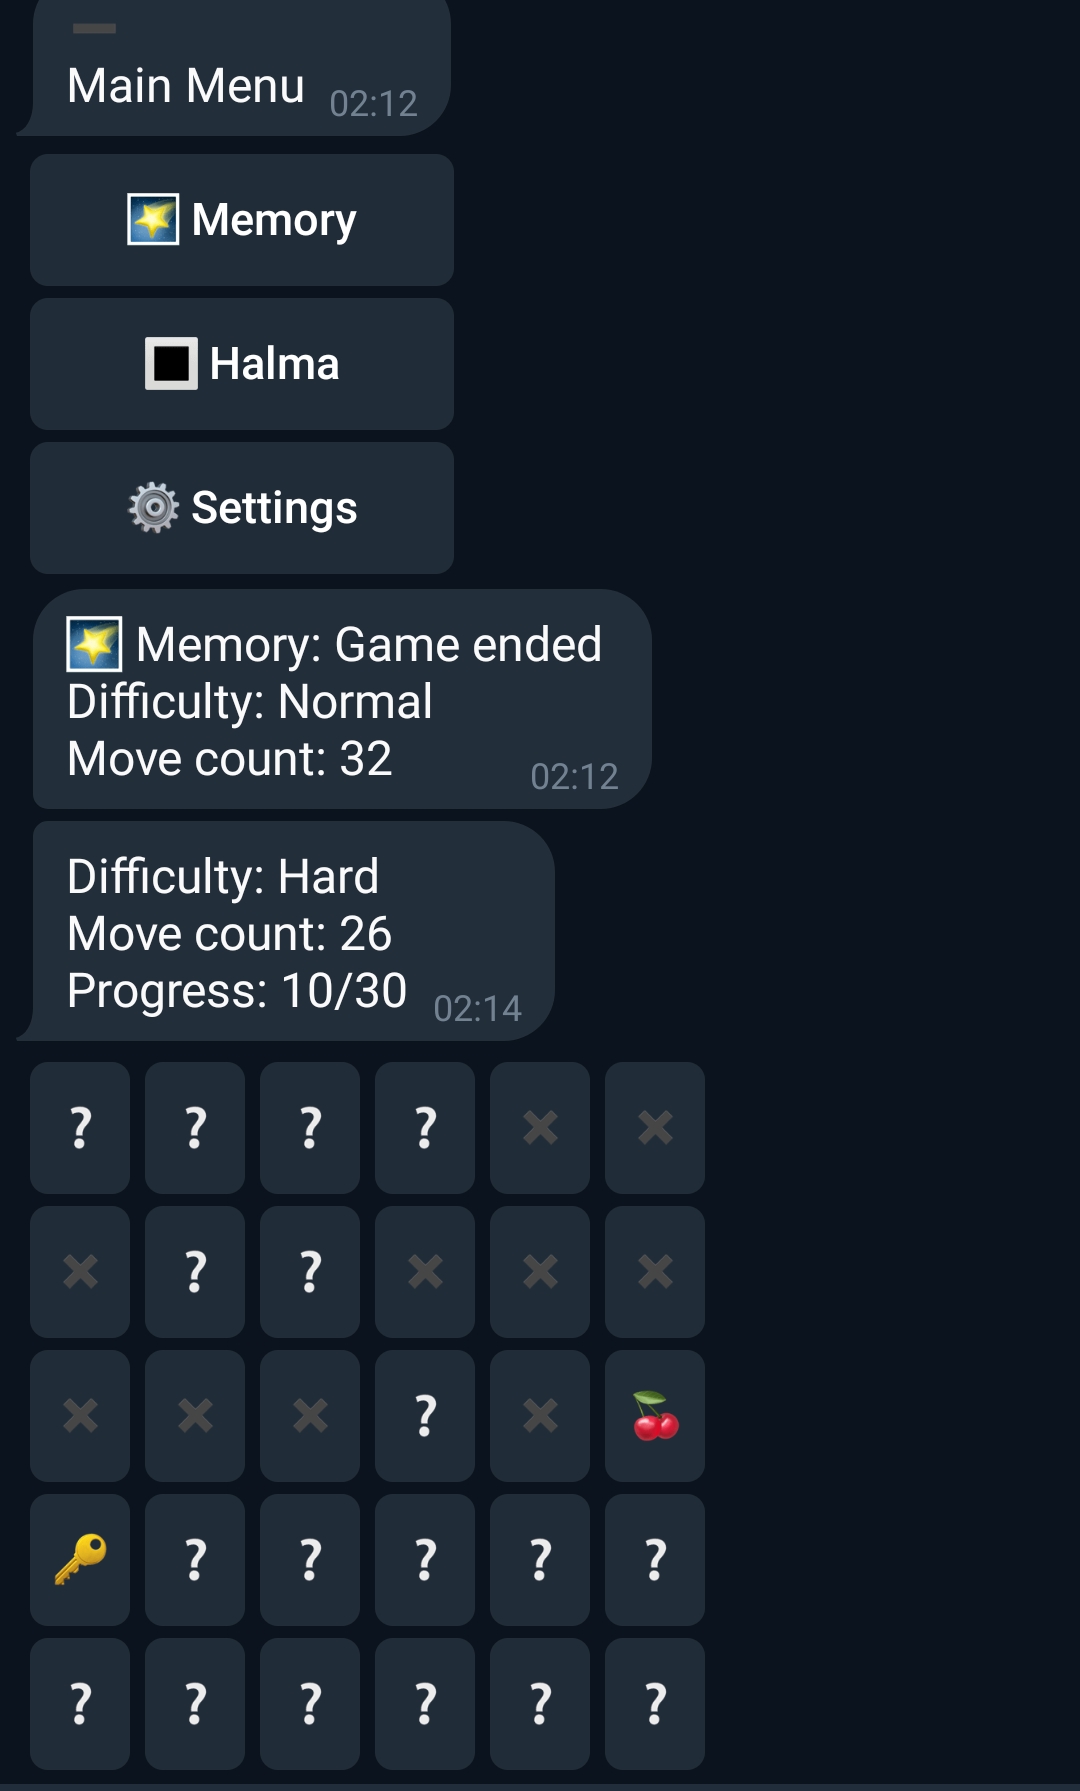 Main Menu 02:12
Memory
Halma
Settings
Memory: Game ended
Difficulty: Normal
Move count: 32
02:12
Difficulty: Hard
Move count: 26
Progress: 10/30 02:14
? ? ? ?
? ?
?
? ? ? ? ?
? ? ? ? ? ?